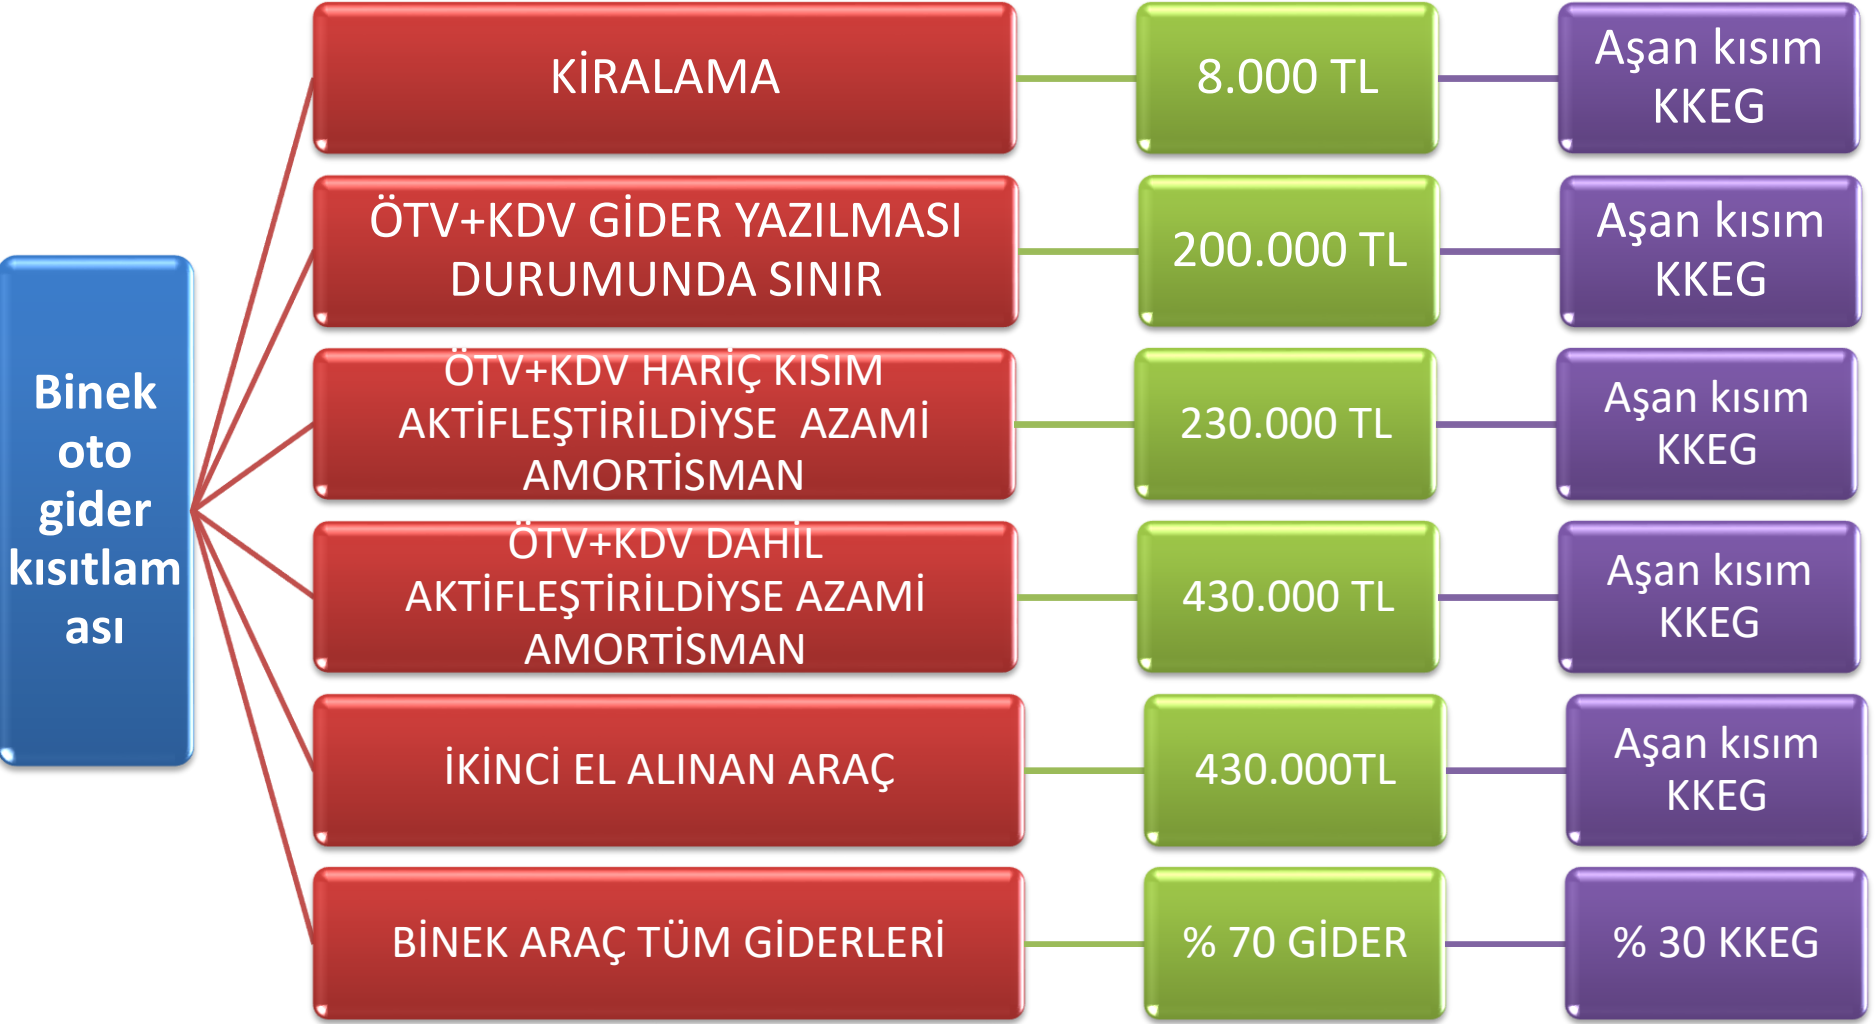 Binek
oto
gider
kısıtlam
ası
KİRALAMA
8.000 TL
Aşan kısım
KKEG
ÖTV+KDV GİDER YAZILMASI
DURUMUNDA SINIR
200.000 TL
Aşan kısım
KKEG
ÖTV+KDV HARİÇ KISIM
AKTİFLEŞTİRİLDİYSE  AZAMİ
AMORTİSMAN
230.000 TL
Aşan kısım
KKEG
ÖTV+KDV DAHİL
AKTİFLEŞTİRİLDİYSE AZAMİ
AMORTİSMAN
430.000 TL
Aşan kısım
KKEG
İKİNCİ EL ALINAN ARAÇ
430.000TL
Aşan kısım
KKEG
BİNEK ARAÇ TÜM GİDERLERİ
% 70 GİDER
% 30 KKEG